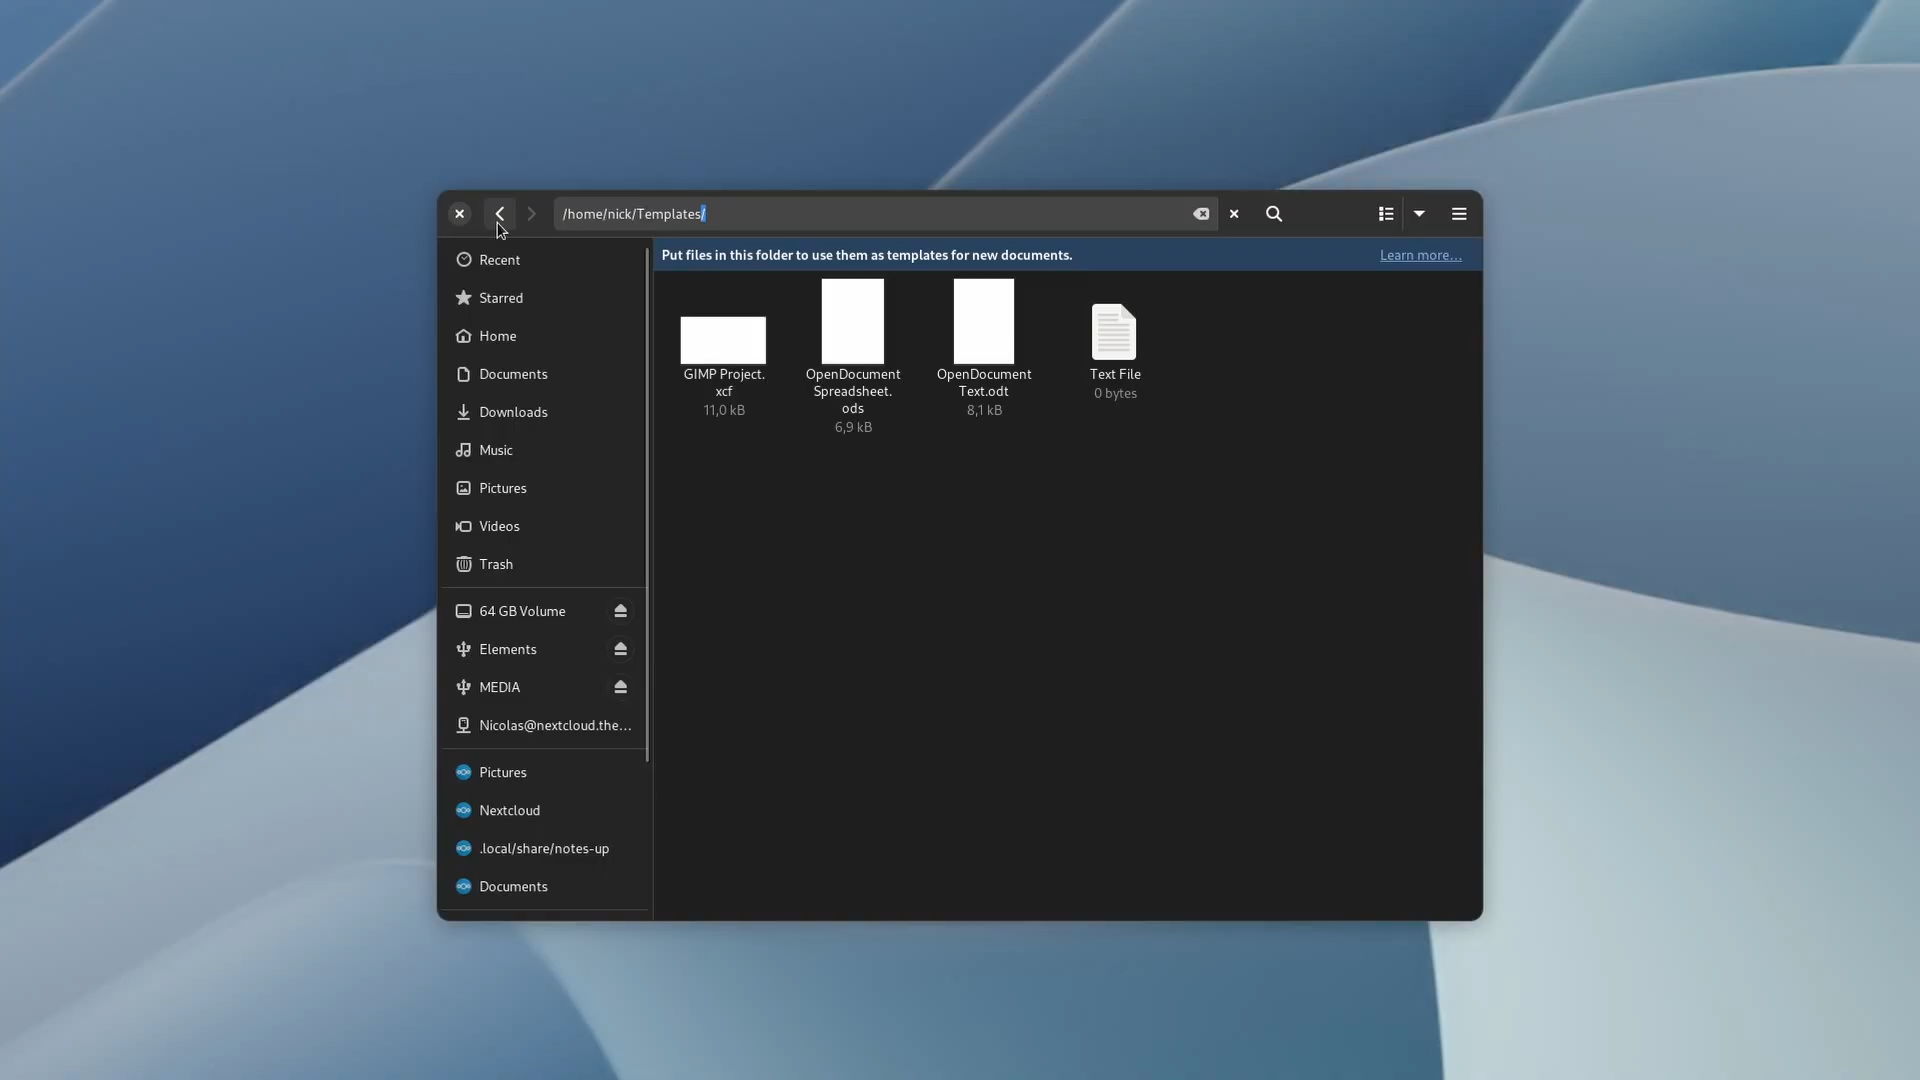 /home/nick/Templates/
Recent
Starred
Home
Documents
Downloads
Music
Pictures
Videos
Trash
64 GB Volume
Elements
MEDIA
Nicolas@nextcloud.the...
Pictures
Nextcloud
.local/share/notes-up
Documents
Put files in this folder to use them as templates for new documents.
Learn more...
GIMP Project.
xcf
11,0 kB
OpenDocument
Spreadsheet.
ods
6,9 kB
OpenDocument
Text.odt
8,1 kB
Text File
0 bytes